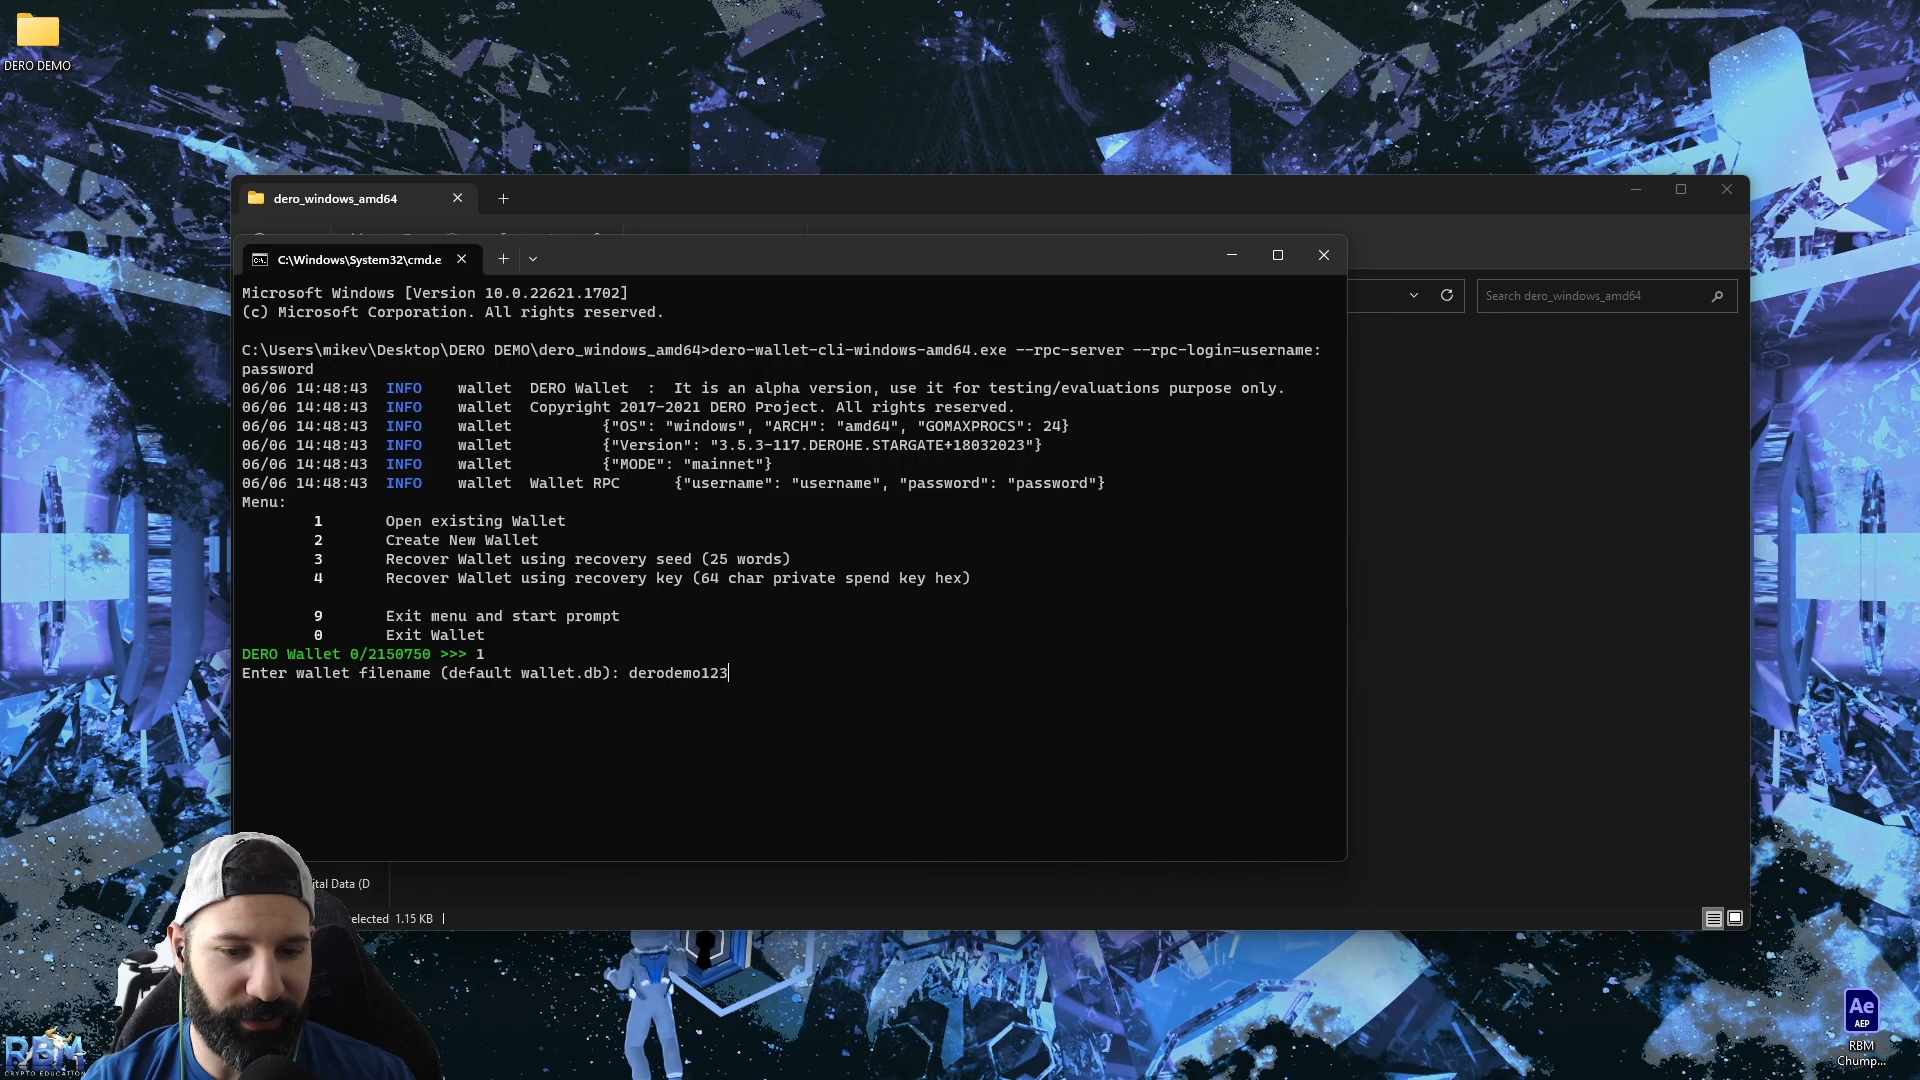 DERO DEMO
dero_windows_amd64
Search dero_windows_amd64
C:\Windows\System32\cmd.e
Microsoft Windows [Version 10.0.22621.1702]
(c) Microsoft Corporation. All rights reserved.
C:\Users\mikev\Desktop\DERO DEMO\dero_windows_amd64>dero-wallet-cli-windows-amd64.exe --rpc-server --rpc-login=username:
password
06/06 14:48:43 INFO wallet DERO Wallet : It is an alpha version, use it for testing/evaluations purpose only.
06/06 14:48:43 INFO wallet Copyright 2017-2021 DERO Project. All rights reserved.
06/06 14:48:43 INFO wallet {"OS": "windows", "ARCH": "amd64", "GOMAXPROCS": 24}
06/06 14:48:43 INFO wallet {"Version": "3.5.3-117.DEROHE.STARGATE+18032023"}
06/06 14:48:43 INFO wallet {"MODE": "mainnet"}
06/06 14:48:43 INFO wallet Wallet RPC {"username": "username", "password": "password"}
Menu:
1 Open existing Wallet
2 Create New Wallet
3 Recover Wallet using recovery seed (25 words)
4 Recover Wallet using recovery key (64 char private spend key hex)
9 Exit menu and start prompt
0 Exit Wallet
DERO Wallet 0/2150750 >>> 1
Enter wallet filename (default wallet.db): derodemo123
ital Data (D
elected 1.15 KB
RBM
CRYPTO EDUCATION
Ae
AEP
RBM
Chump...